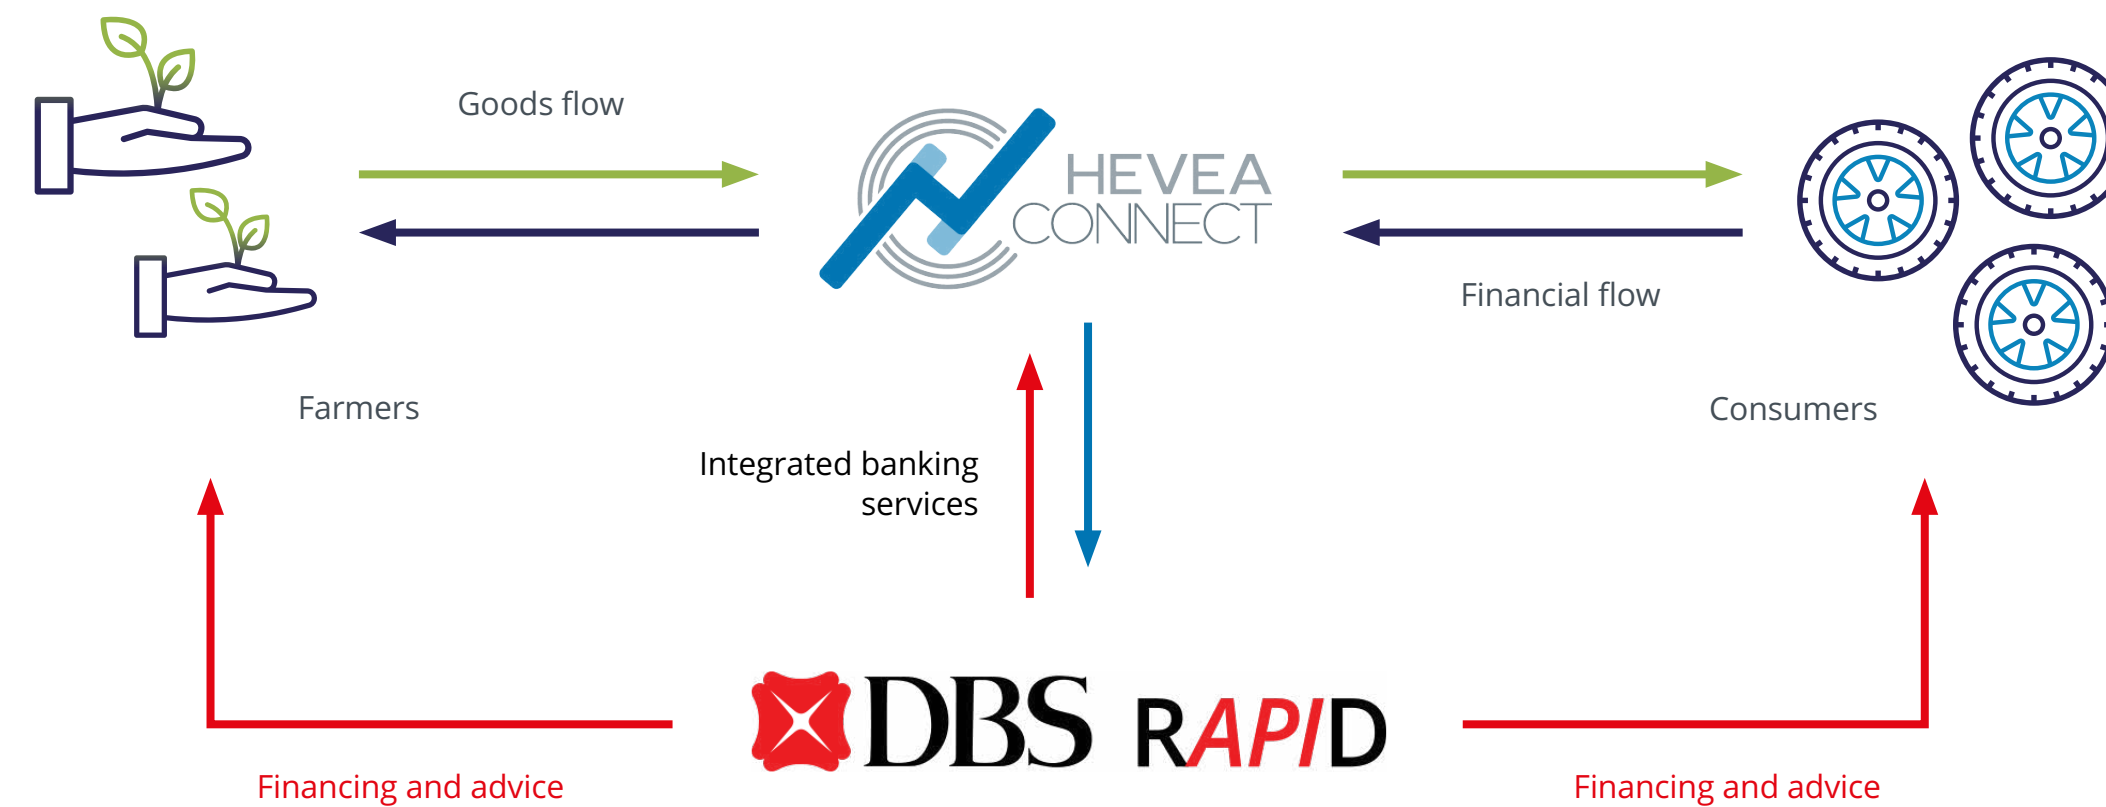 Goods flow
HEVEA
CONNECT
Financial flow
Farmers
Consumers
Integrated banking
services
DBS RAPID
Financing and advice
Financing and advice